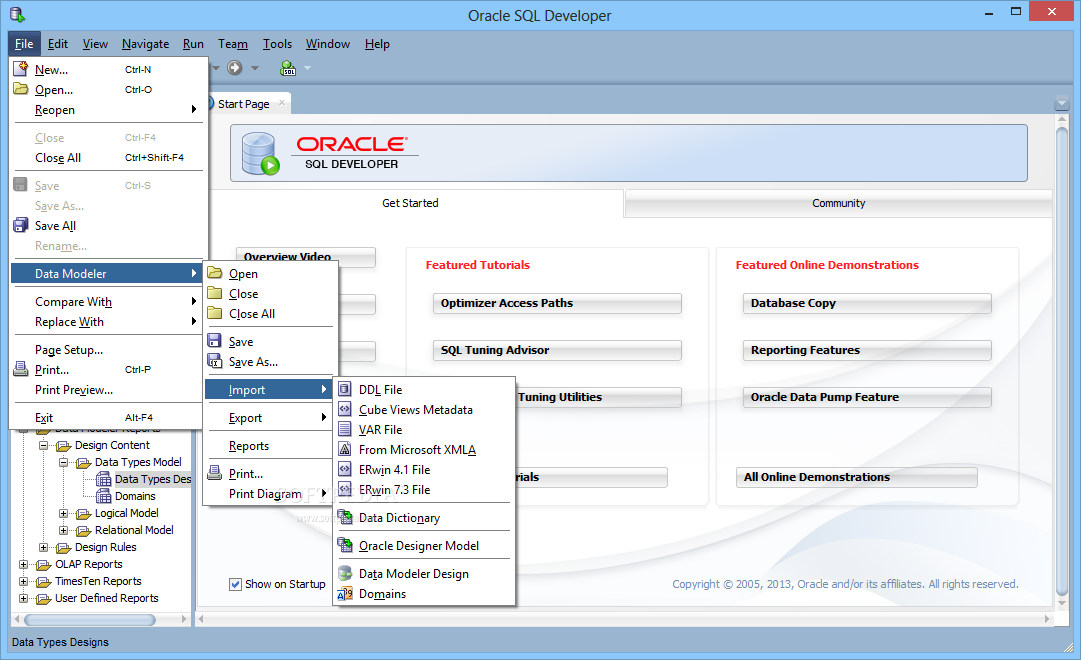 Oracle SQL Developer
File Edit View Navigate Run Team Tools Window Help
SQL
New... Ctrl-N
Open... Ctrl-O
Reopen
Close Ctrl-F4
Close All Ctrl+Shift-F4
Save Ctrl-S
Save As...
Save All
Rename...
Data Modeler
Compare With
Replace With
Page Setup...
Print... Ctrl-P
Print Preview...
Exit Alt-F4
Open
Close
Close All
Save
Save As...
Import
Export
Reports
Print...
Print Diagram
DDL File
Cube Views Metadata
VAR File
From Microsoft XMLA
ERwin 4.1 File
ERwin 7.3 File
Data Dictionary
Oracle Designer Model
Data Modeler Design
Domains
Start Page
ORACLE
SQL DEVELOPER
Get Started
Community
Overview Video
Featured Tutorials
Optimizer Access Paths
SQL Tuning Advisor
Tuning Utilities
rials
Featured Online Demonstrations
Database Copy
Reporting Features
Oracle Data Pump Feature
All Online Demonstrations
Show on Startup
Copyright © 2005, 2013, Oracle and/or its affiliates. All rights reserved.
Data Modeler Reports
Design Content
Data Types Model
Data Types Des
Domains
Logical Model
Relational Model
Design Rules
OLAP Reports
TimesTen Reports
User Defined Reports
Data Types Designs